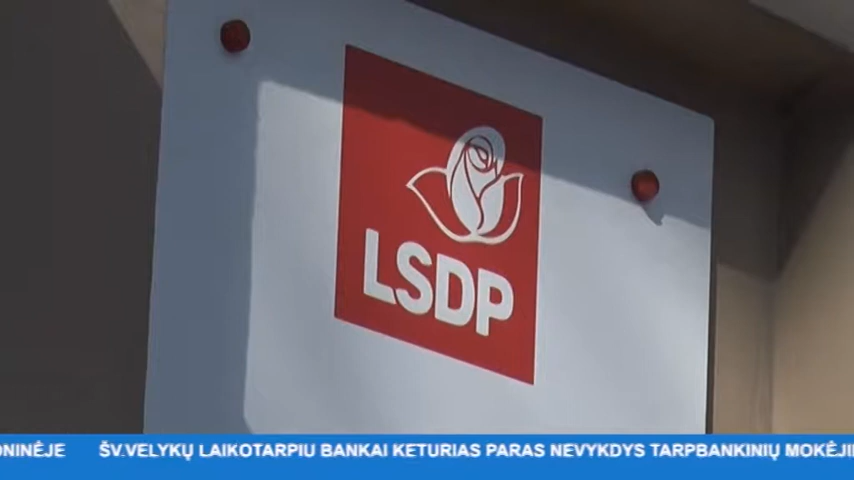 LSDP
ŠV.VELYKŲ LAIKOTARPIU BANKAI KETURIAS PARAS NEVYKDYS TARPBANKINIŲ